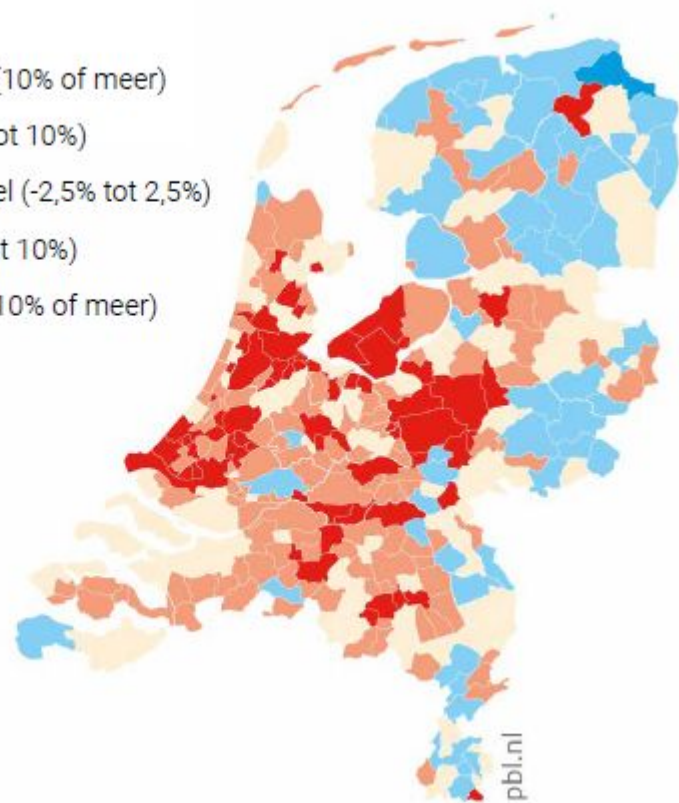 (10% of meer)
ot 10%)
el (-2,5% tot 2,5%)
t 10%)
10% of meer)
pbl.nl